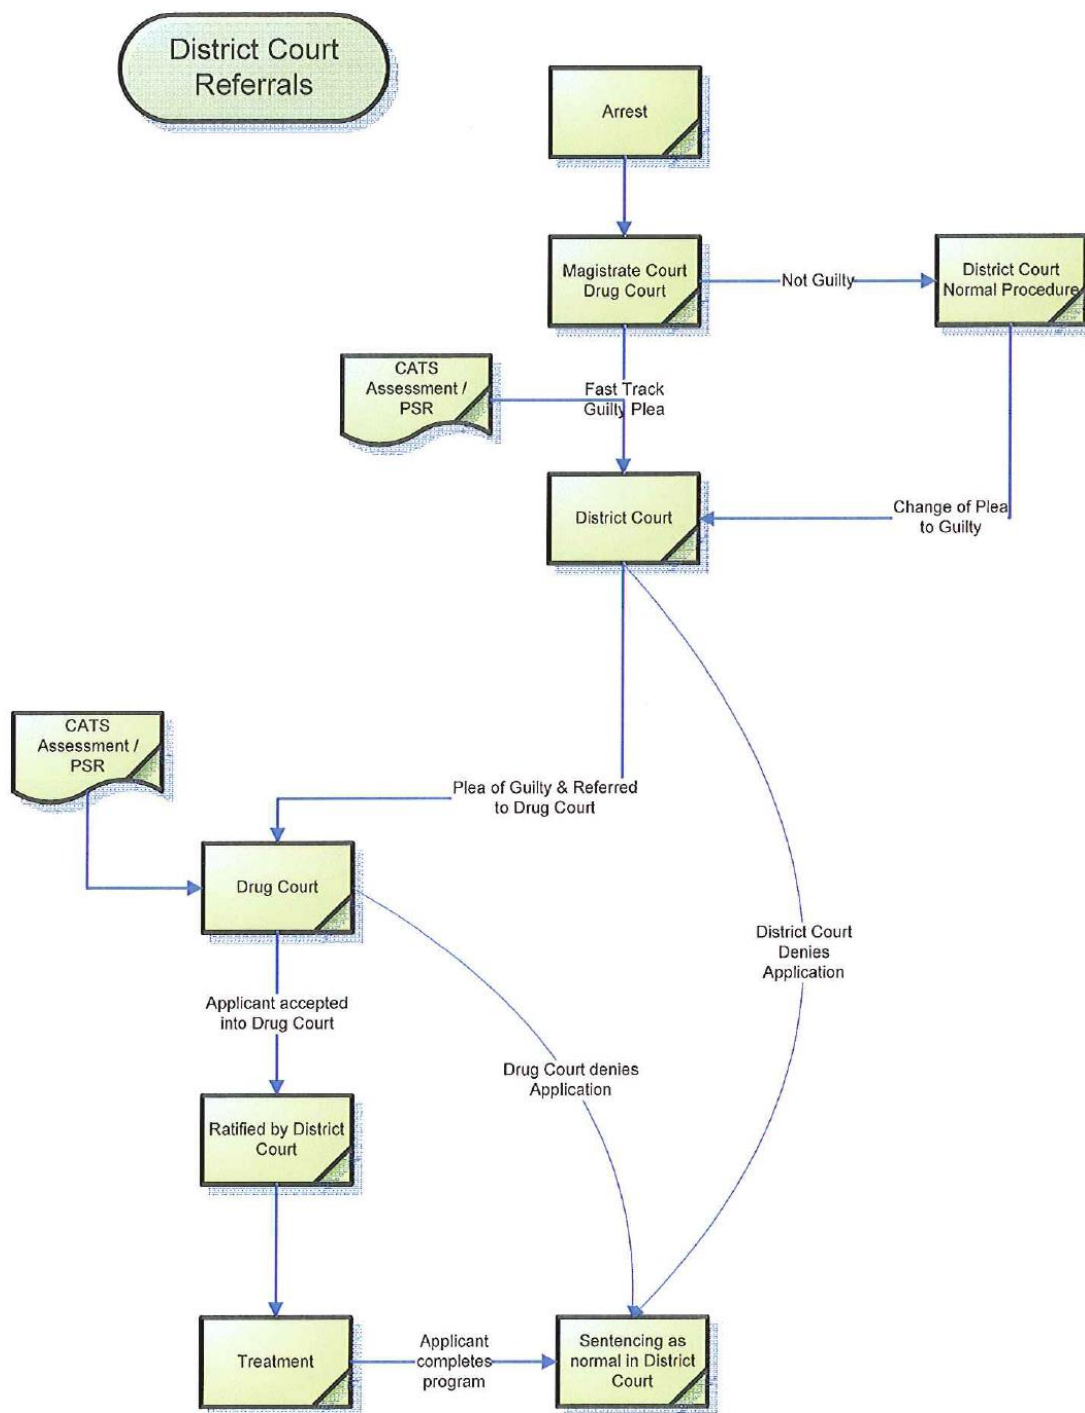 District Court
Referrals
Arrest
Magistrate Court
Drug Court
Not Guilty
District Court
Normal Procedure
CATS
Assessment /
PSR
Fast Track
Guilty Plea
District Court
Change of Plea
to Guilty
CATS
Assessment /
PSR
Plea of Guilty & Referred
to Drug Court
Drug Court
District Court
Denies
Application
Applicant accepted
into Drug Court
Drug Court denies
Application
Ratified by District
Court
Treatment
Applicant
completes
program
Sentencing as
normal in District
Court